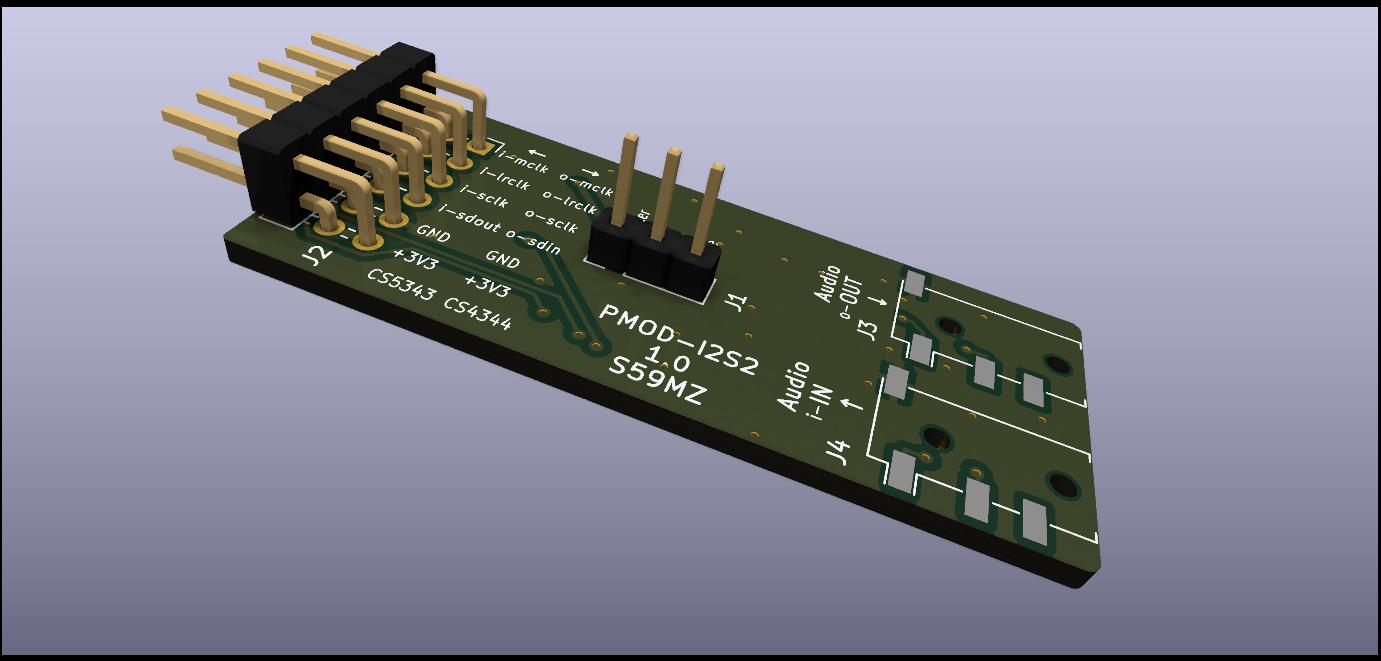 i-mclk
← →
o-mclk
i-lrclk
o-lrclk
i-sclk
o-sclk
i-sdout
o-sdin
GND
GND
+3V3
+3V3
CS5343
CS4344
J2
J1
PMOD-I2S2
1.0
S59MZ
Audio
o-OUT →
J3
Audio
i-IN ←
J4